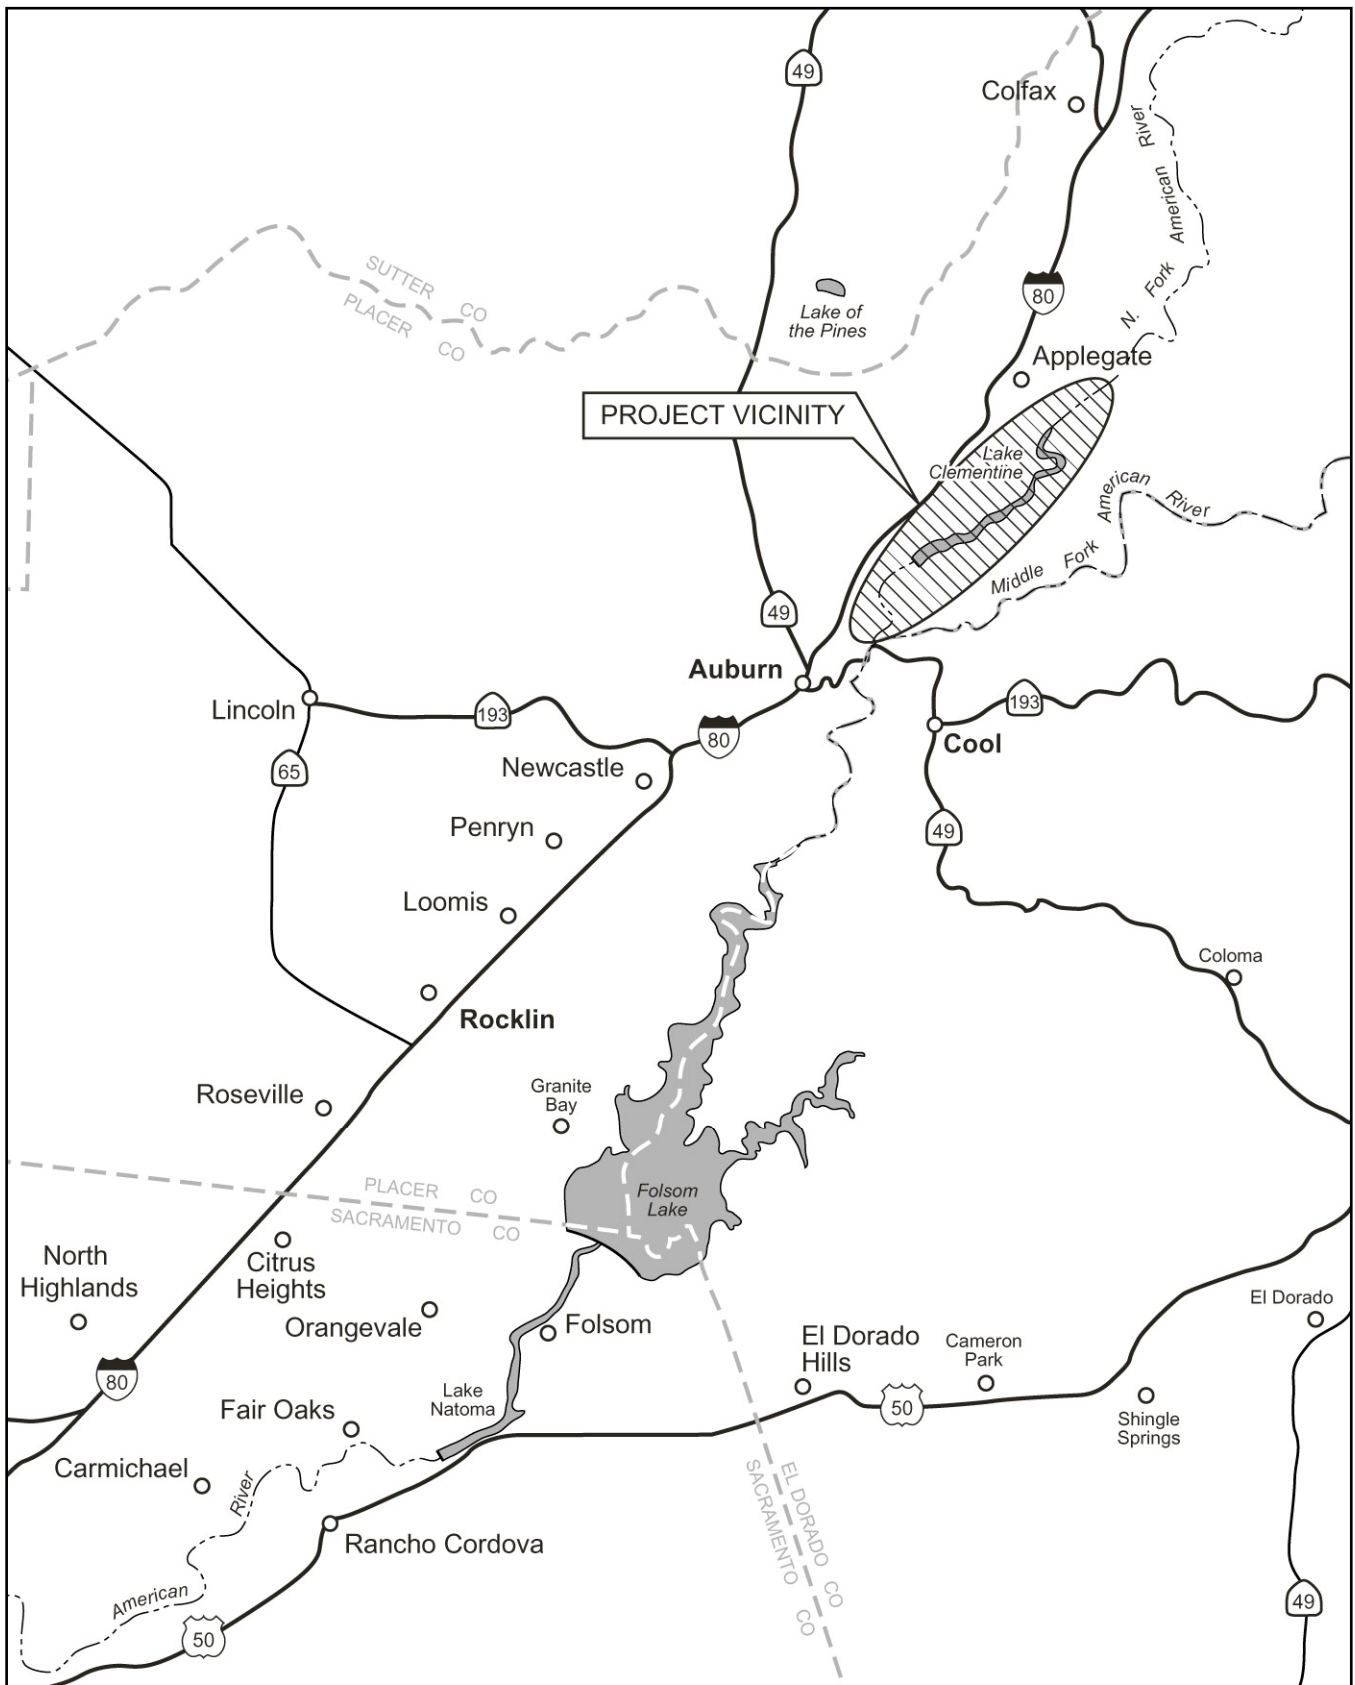 49
Colfax
N. Fork American River
SUTTER CO
PLACER CO
80
Lake of
the Pines
Applegate
PROJECT VICINITY
Lake
Clementine
American River
Middle Fork
49
Auburn
Lincoln
193
193
80
Cool
65
Newcastle
49
Penryn
Loomis
Coloma
Rocklin
Roseville
Granite
Bay
PLACER CO
SACRAMENTO CO
Folsom
Lake
North
Highlands
Citrus
Heights
El Dorado
Orangevale
Folsom
El Dorado
Hills
Cameron
Park
80
Lake
Natoma
50
Fair Oaks
Shingle
Springs
Carmichael
River
EL DORADO CO
SACRAMENTO CO
Rancho Cordova
American
49
50